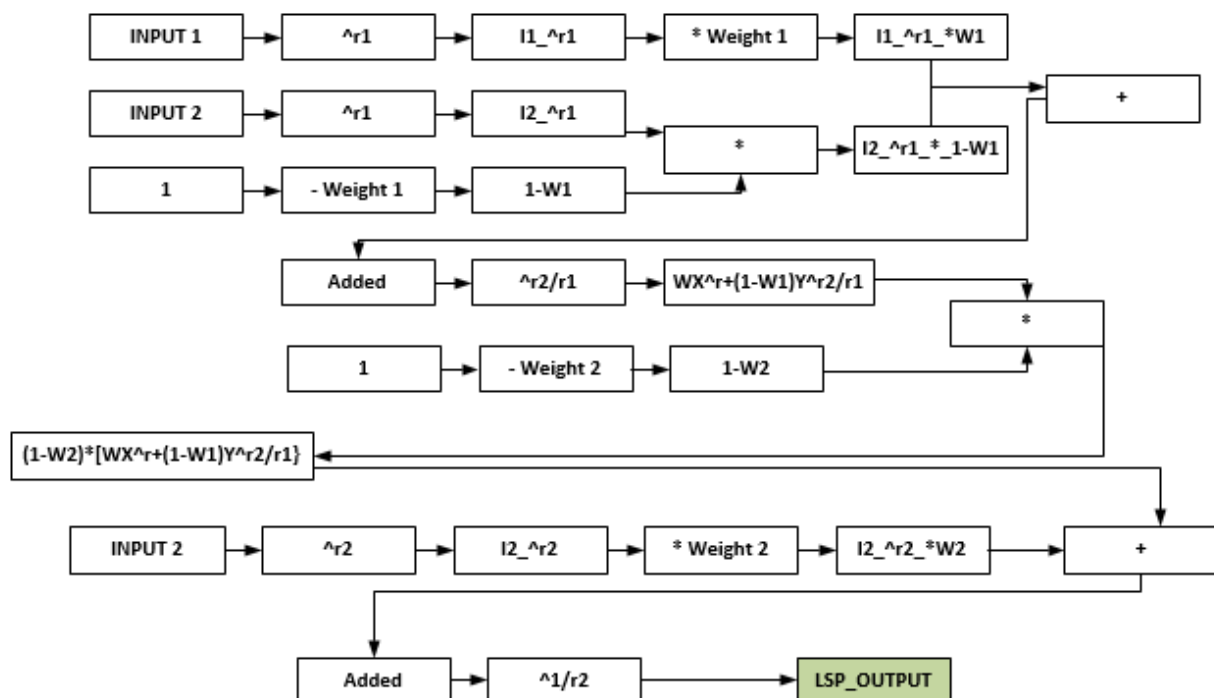 INPUT 1
^r1
I1_^r1
* Weight 1
I1_^r1_*W1
+
INPUT 2
^r1
I2_^r1
*
I2_^r1_*_1-W1
1
- Weight 1
1-W1
Added
^r2/r1
WX^r+(1-W1)Y^r2/r1
*
1
- Weight 2
1-W2
(1-W2)*[WX^r+(1-W1)Y^r2/r1}
INPUT 2
^r2
I2_^r2
* Weight 2
I2_^r2_*W2
+
Added
^1/r2
LSP_OUTPUT